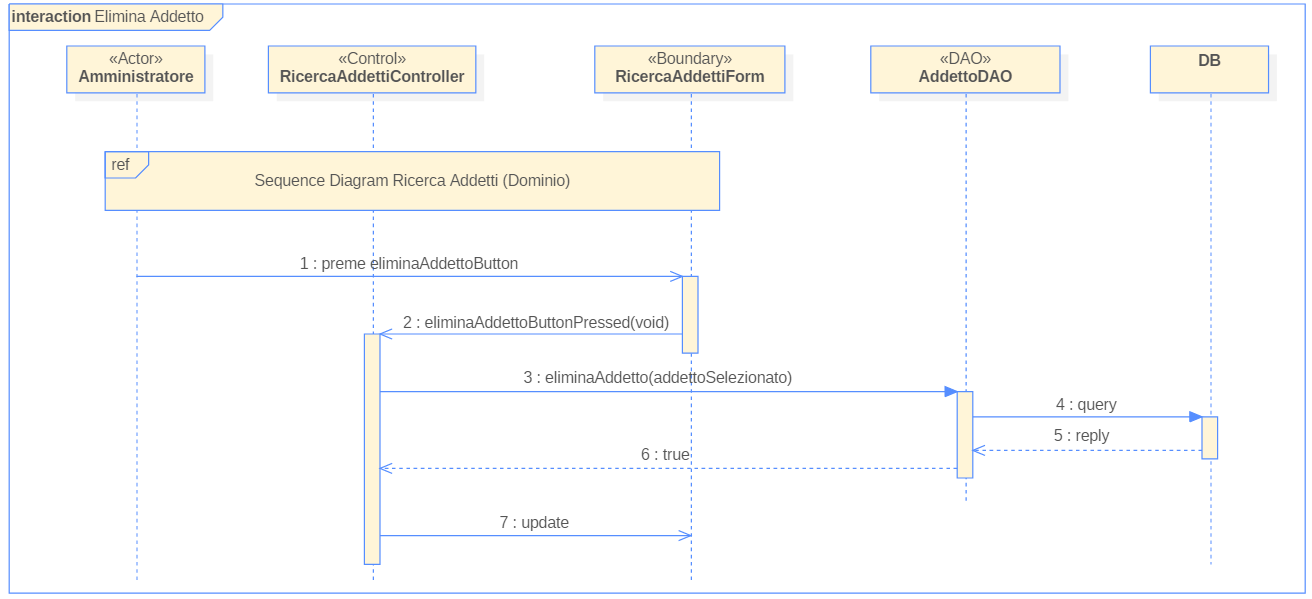 interaction Elimina Addetto
«Actor»
Amministratore
«Control»
RicercaAddettiController
«Boundary»
RicercaAddettiForm
«DAO»
AddettoDAO
DB
ref
Sequence Diagram Ricerca Addetti (Dominio)
1 : preme eliminaAddettoButton
2 : eliminaAddettoButtonPressed(void)
3 : eliminaAddetto(addettoSelezionato)
4 : query
5 : reply
6 : true
7 : update